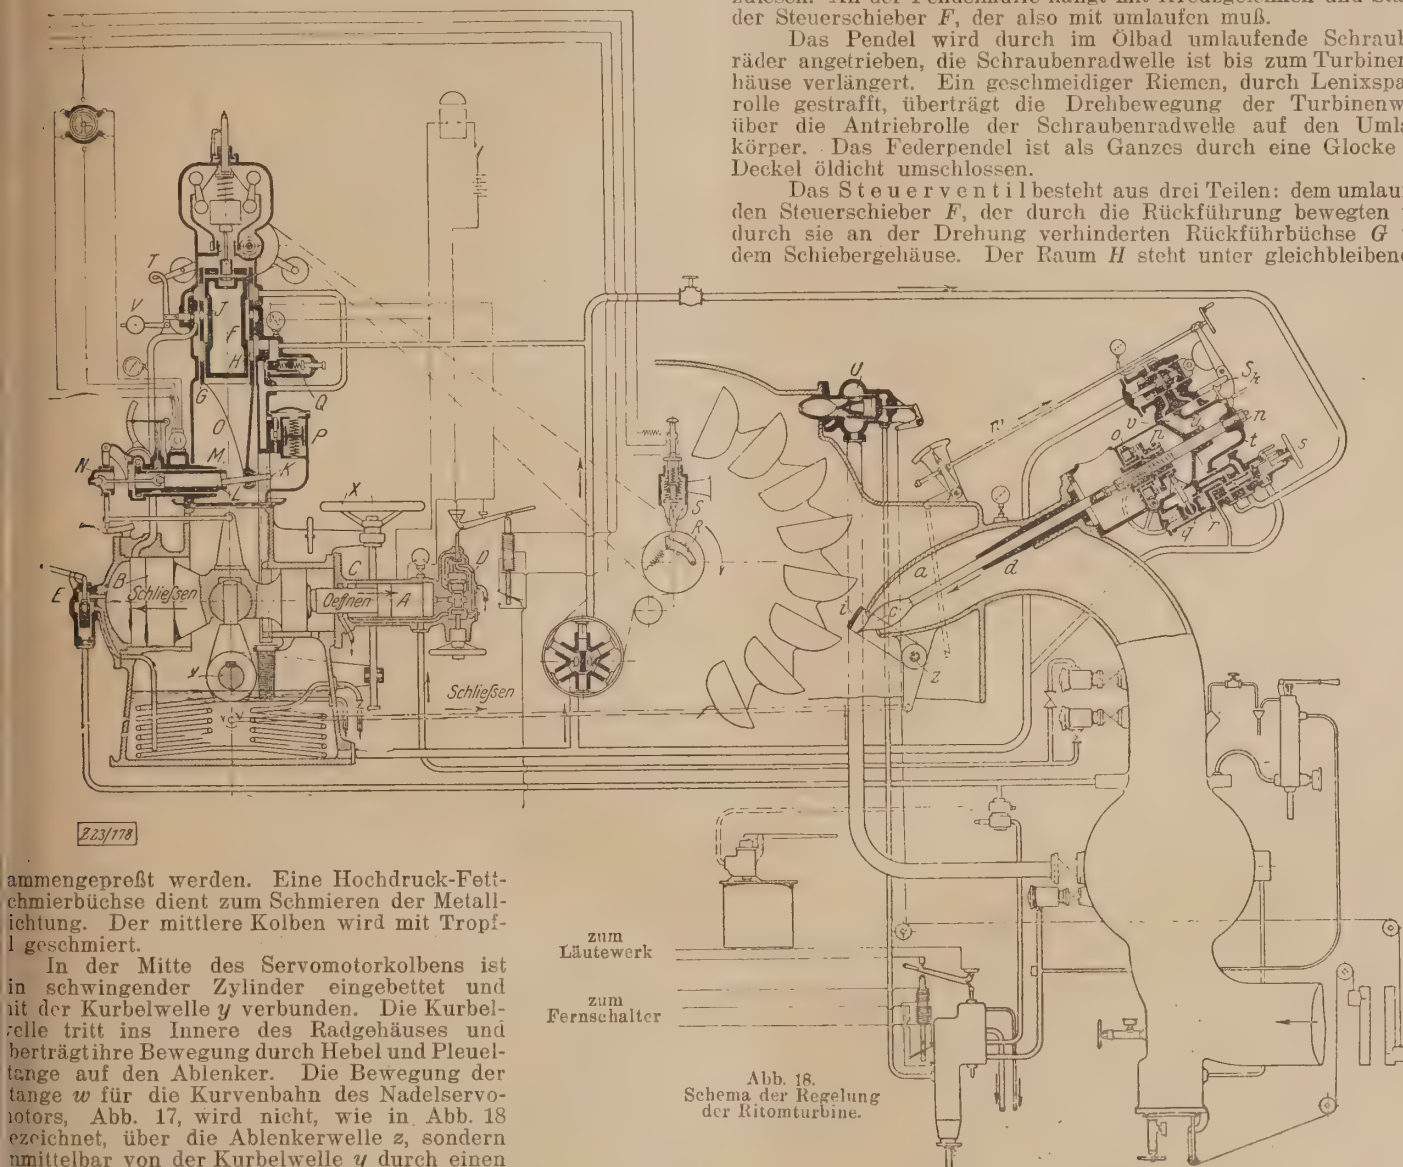 der Steuerschieber F, der also mit umlaufen muß.
Das Pendel wird durch im Ölbad umlaufende Schraub
räder angetrieben, die Schraubenradwelle ist bis zum Turbinen
häuse verlängert. Ein geschmeidiger Riemen, durch Lenixspa
rolle gestrafft, überträgt die Drehbewegung der Turbinenw
über die Antriebrolle der Schraubenradwelle auf den Umla
körper. Das Federpendel ist als Ganzes durch eine Glocke
Deckel öldicht umschlossen.
Das Steuerventil besteht aus drei Teilen: dem umlau
den Steuerschieber F, der durch die Rückführung bewegten
durch sie an der Drehung verhinderten Rückführbüchse G
dem Schiebergehäuse. Der Raum H steht unter gleichbleibend
T
V
J
F
H
G
Q
O
P
M
N
K
L
X
B
Schließen
E
C
Oeffnen
A
D
y
Schließen
S
R
U
w
S
h
o
v
n
n
t
s
q
r
a
d
i
c
z
Z23/178
ammengepreßt werden. Eine Hochdruck-Fett-
chmierbüchse dient zum Schmieren der Metall-
ichtung. Der mittlere Kolben wird mit Tropf-
l geschmiert.
In der Mitte des Servomotorkolbens ist
in schwingender Zylinder eingebettet und
it der Kurbelwelle y verbunden. Die Kurbel-
elle tritt ins Innere des Radgehäuses und
berträgt ihre Bewegung durch Hebel und Pleuel-
tange auf den Ablenker. Die Bewegung der
tange w für die Kurvenbahn des Nadelservo-
otors, Abb. 17, wird nicht, wie in Abb. 18
ezeichnet, über die Ablenkerwelle z, sondern
nmittelbar von der Kurbelwelle y durch einen
zum
Läutewerk
zum
Fernschalter
Abb. 18.
Schema der Regelung
der Ritomturbine.